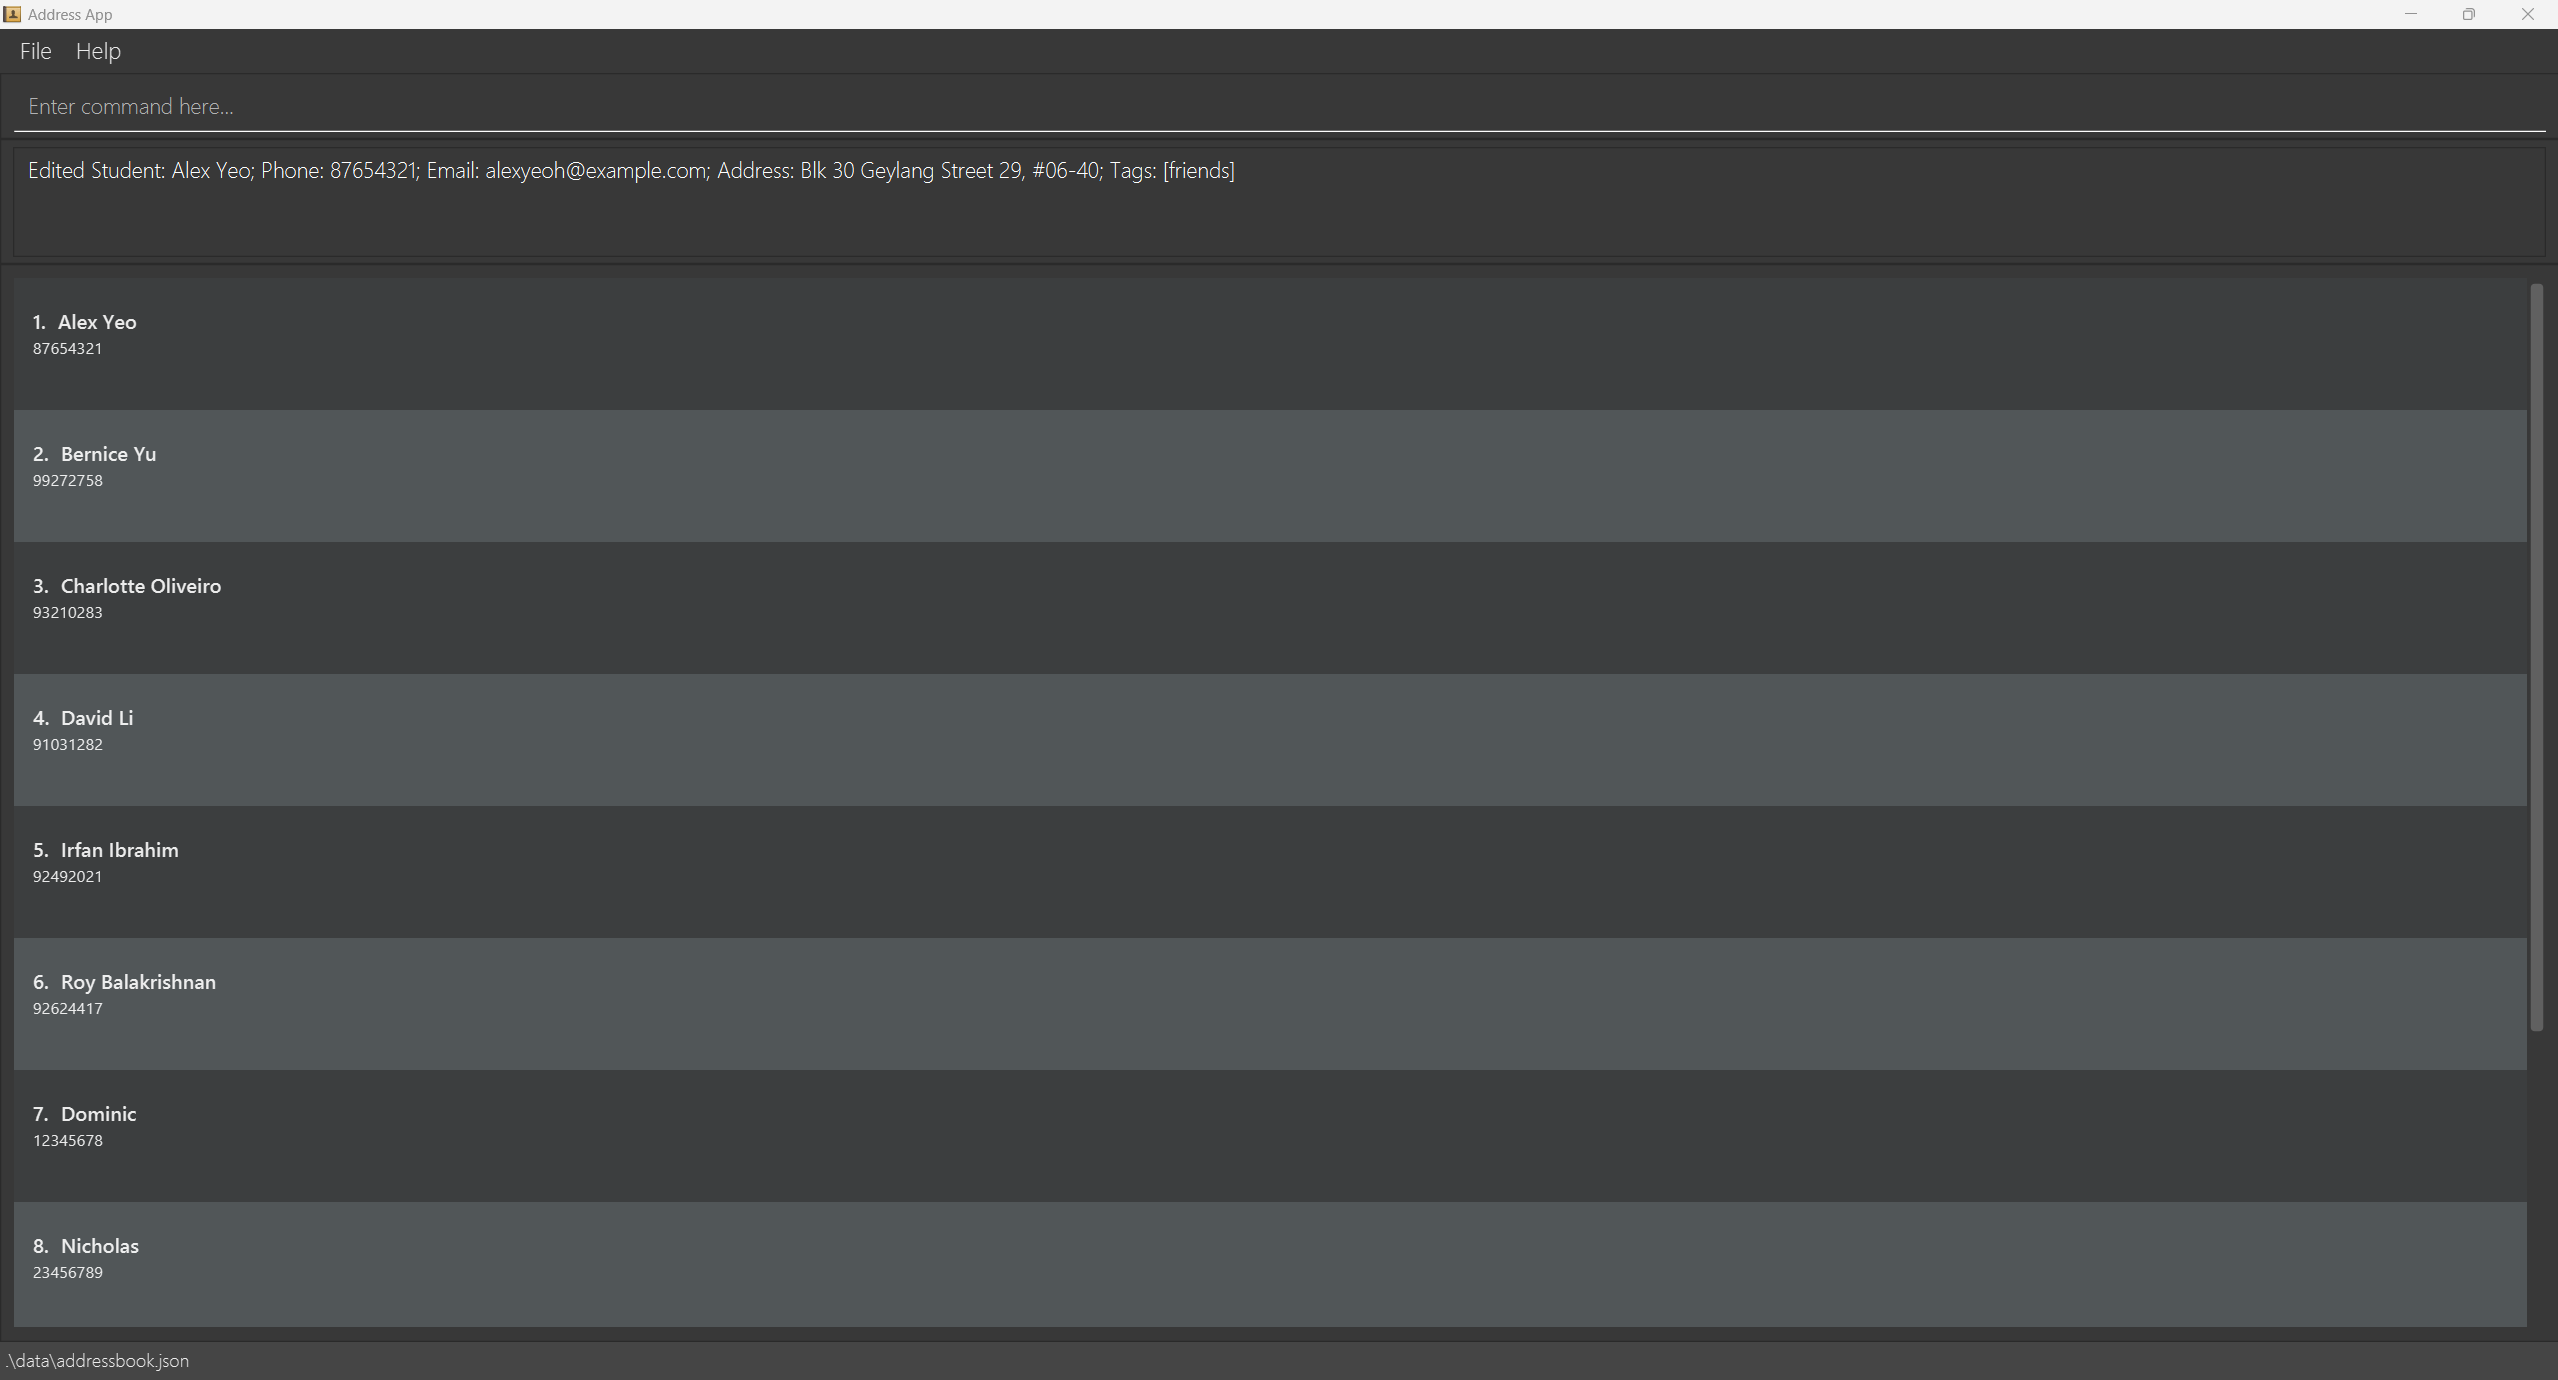 Address App
File Help
Enter command here...
Edited Student: Alex Yeo; Phone: 87654321; Email: alexyeoh@example.com; Address: Blk 30 Geylang Street 29, #06-40; Tags: [friends]
1. Alex Yeo
87654321
2. Bernice Yu
99272758
3. Charlotte Oliveiro
93210283
4. David Li
91031282
5. Irfan Ibrahim
92492021
6. Roy Balakrishnan
92624417
7. Dominic
12345678
8. Nicholas
23456789
.\data\addressbook.json